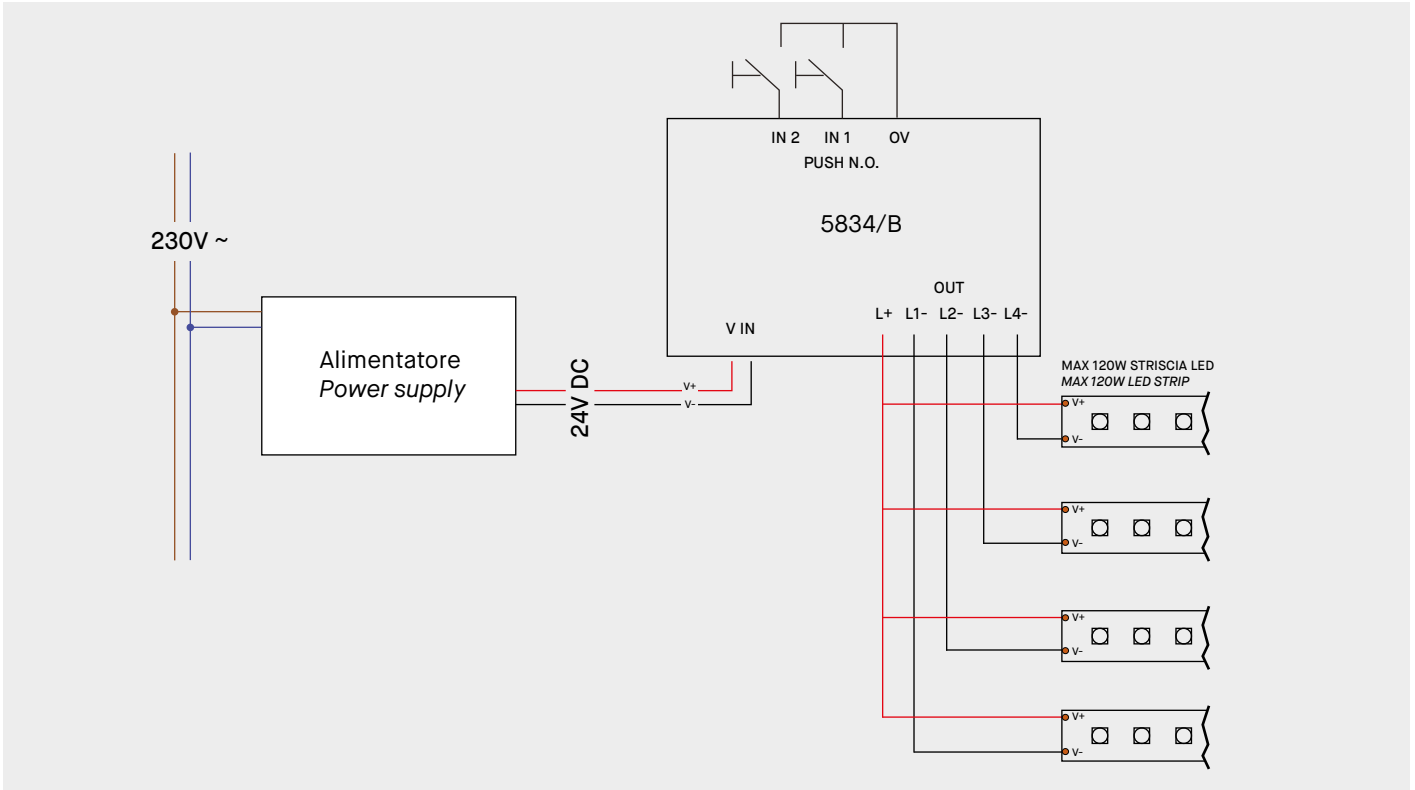 IN 2 IN 1 OV
PUSH N.O.
5834/B
230V ~
OUT
L+ L1- L2- L3- L4-
V IN
Alimentatore
Power supply
24V DC
V+
V-
MAX 120W STRISCIA LED
MAX 120W LED STRIP
V+
V-
V+
V-
V+
V-
V+
V-